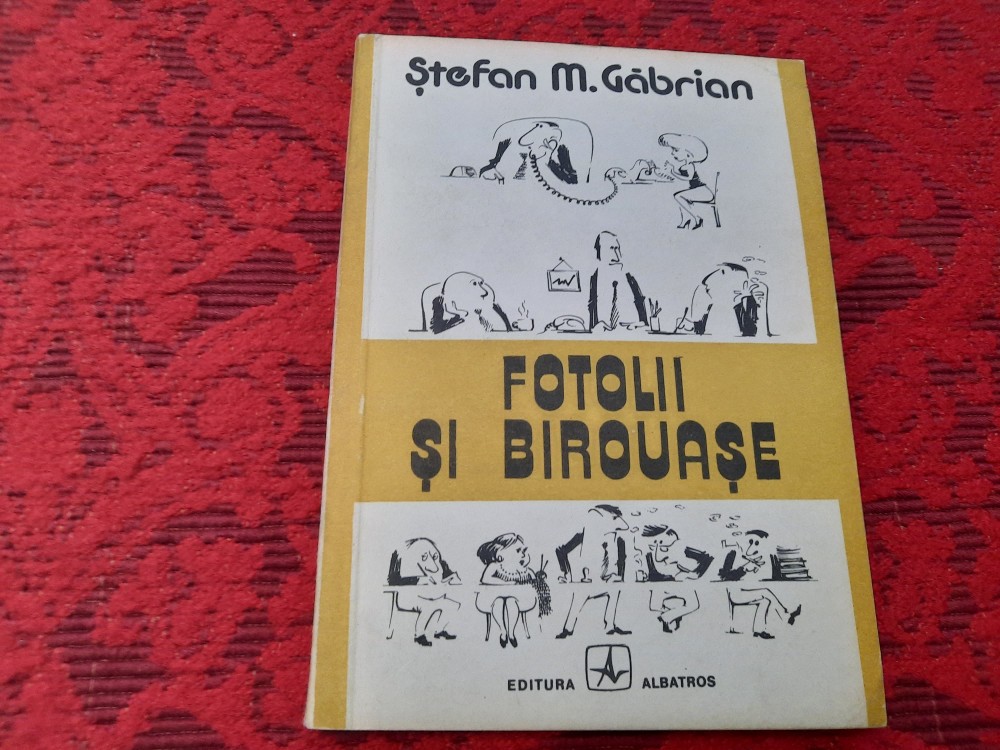 Ștefan M. Găbrian
FOTOLII
ȘI BIROUAȘE
EDITURA ALBATROS